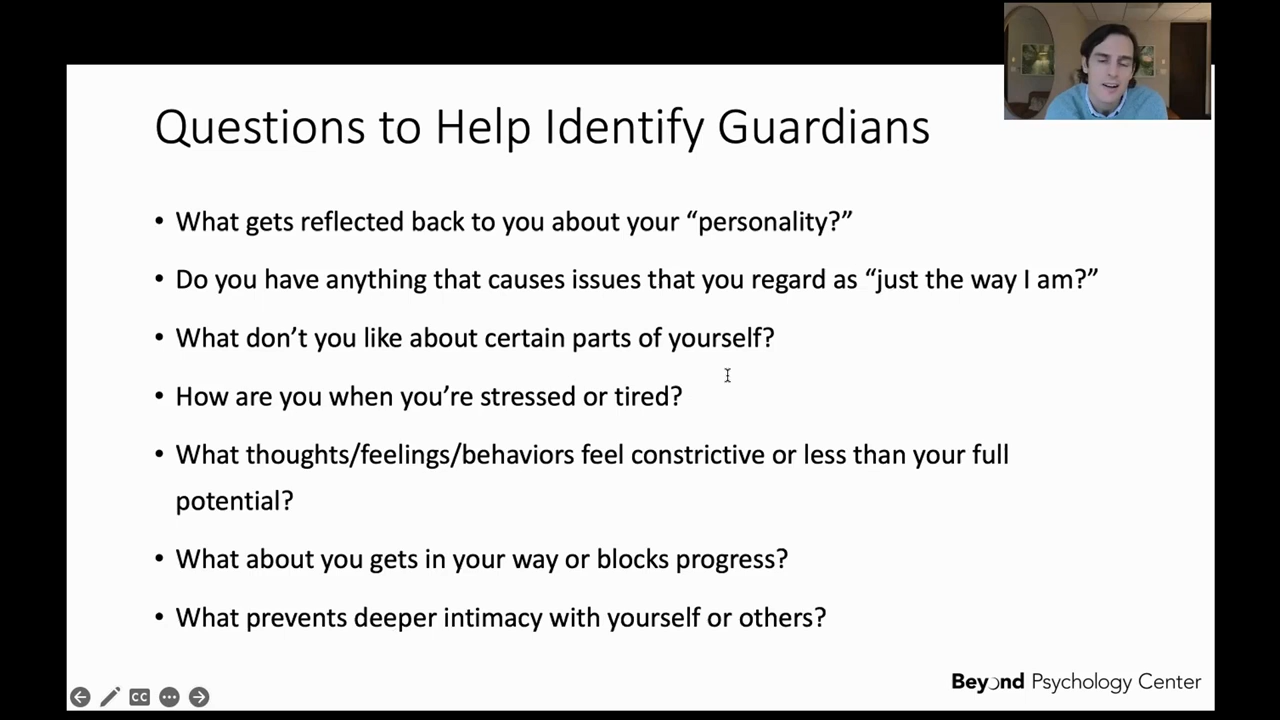 Questions to Help Identify Guardians
• What gets reflected back to you about your “personality?”
• Do you have anything that causes issues that you regard as “just the way I am?”
• What don’t you like about certain parts of yourself?
• How are you when you’re stressed or tired?
• What thoughts/feelings/behaviors feel constrictive or less than your full
potential?
• What about you gets in your way or blocks progress?
• What prevents deeper intimacy with yourself or others?
CC
Beyond Psychology Center